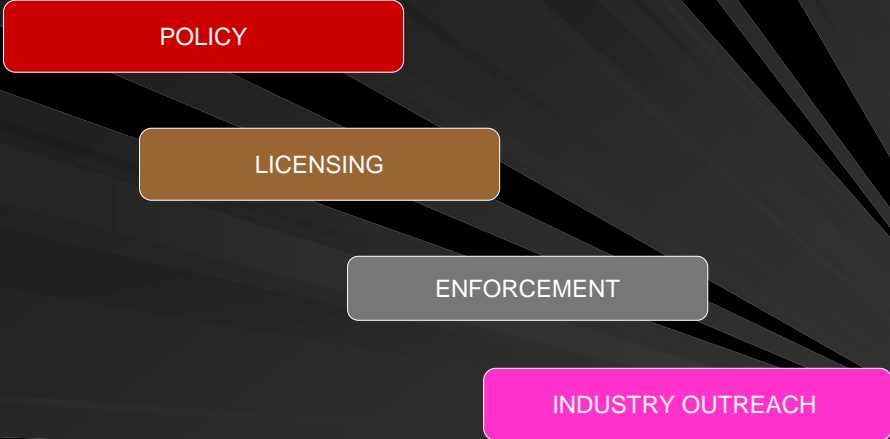 POLICY
LICENSING
ENFORCEMENT
INDUSTRY OUTREACH